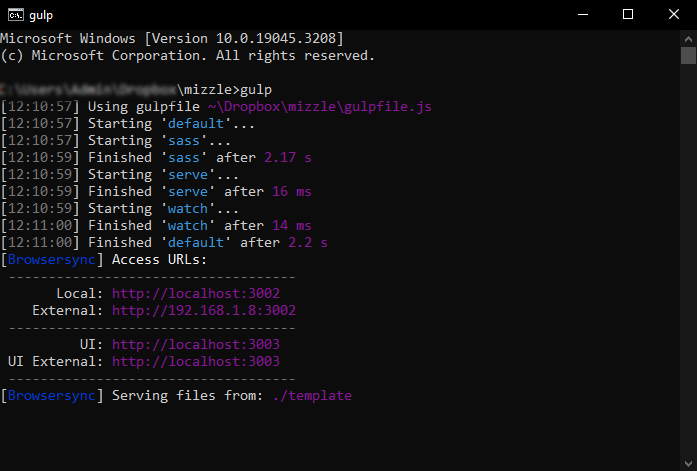 gulp
Microsoft Windows [Version 10.0.19045.3208]
(c) Microsoft Corporation. All rights reserved.
\mizzle>gulp
[12:10:57] Using gulpfile ~\Dropbox\mizzle\gulpfile.js
[12:10:57] Starting 'default'...
[12:10:57] Starting 'sass'...
[12:10:59] Finished 'sass' after 2.17 s
[12:10:59] Starting 'serve'...
[12:10:59] Finished 'serve' after 16 ms
[12:10:59] Starting 'watch'...
[12:11:00] Finished 'watch' after 14 ms
[12:11:00] Finished 'default' after 2.2 s
[Browsersync] Access URLs:
------------------------------------
Local: http://localhost:3002
External: http://192.168.1.8:3002
------------------------------------
UI: http://localhost:3003
UI External: http://localhost:3003
------------------------------------
[Browsersync] Serving files from: ./template